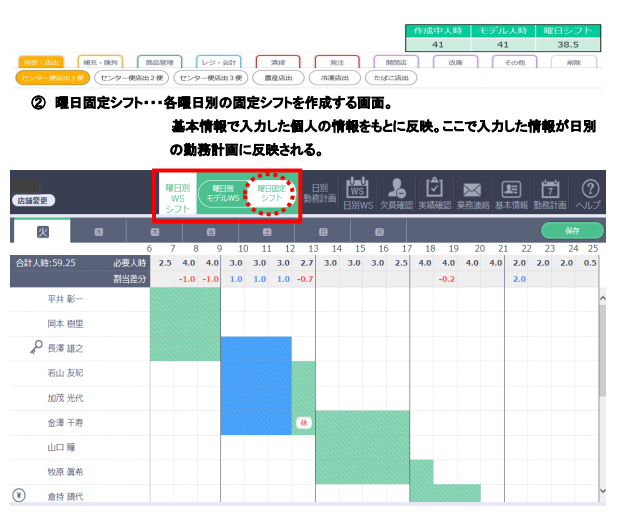 作成中人時 モデル人時 曜日シフト
41 41 38.5
荷受・店出 補充・陳列 商品管理 レジ・会計 清掃 発注 開閉店 改廃 その他 削除
センター便店出1便 センター便店出2便 センター便店出3便 農産店出 冷凍店出 たばこ店出
② 曜日固定シフト・・・各曜日別の固定シフトを作成する画面。
基本情報で入力した個人の情報をもとに反映。ここで入力した情報が日別
の勤務計画に反映される。
店舗変更
曜日別
WS
シフト
曜日別
モデルWS
曜日固定
シフト
日別
勤務計画
WS
日別WS 欠員確認 実績確認 業務連絡 基本情報 勤務計画 ヘルプ
火 水 木 金 土 日 月 保存
6 7 8 9 10 11 12 13 14 15 16 17 18 19 20 21 22 23 24 25
合計人時:59.25 必要人時 2.5 4.0 4.0 3.0 3.0 3.0 2.7 3.0 3.0 3.0 2.5 4.0 4.0 4.0 4.0 2.0 2.0 2.0 0.5
割当差分 -1.0 -1.0 1.0 1.0 1.0 -0.7 -0.2 2.0
平井 彰一
岡本 樹里
長澤 雄之
若山 友紀
加茂 光代
金澤 千寿 休
山口 瞳
牧原 眞希
倉持 鏡代